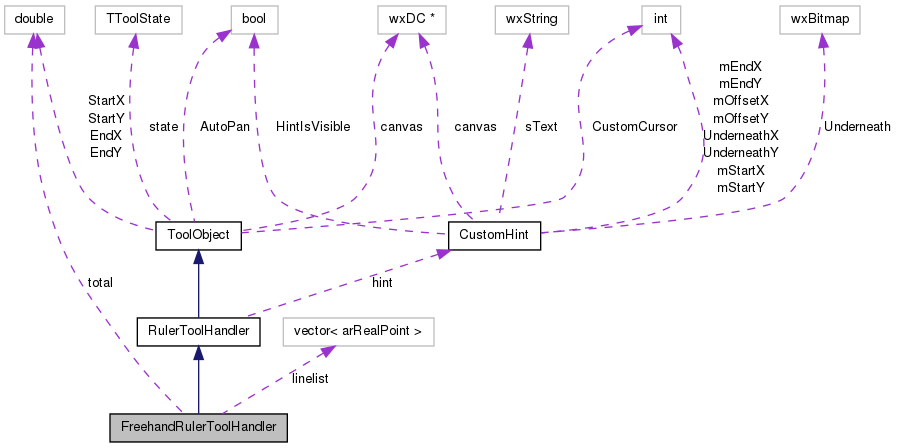 double
TToolState
bool
wxDC *
wxString
int
wxBitmap
StartX
StartY
EndX
EndY
state
AutoPan
HintIsVisible
canvas
canvas
sText
CustomCursor
mEndX
mEndY
mOffsetX
mOffsetY
UnderneathX
UnderneathY
mStartX
mStartY
Underneath
ToolObject
CustomHint
total
hint
RulerToolHandler
vector< arRealPoint >
linelist
FreehandRulerToolHandler